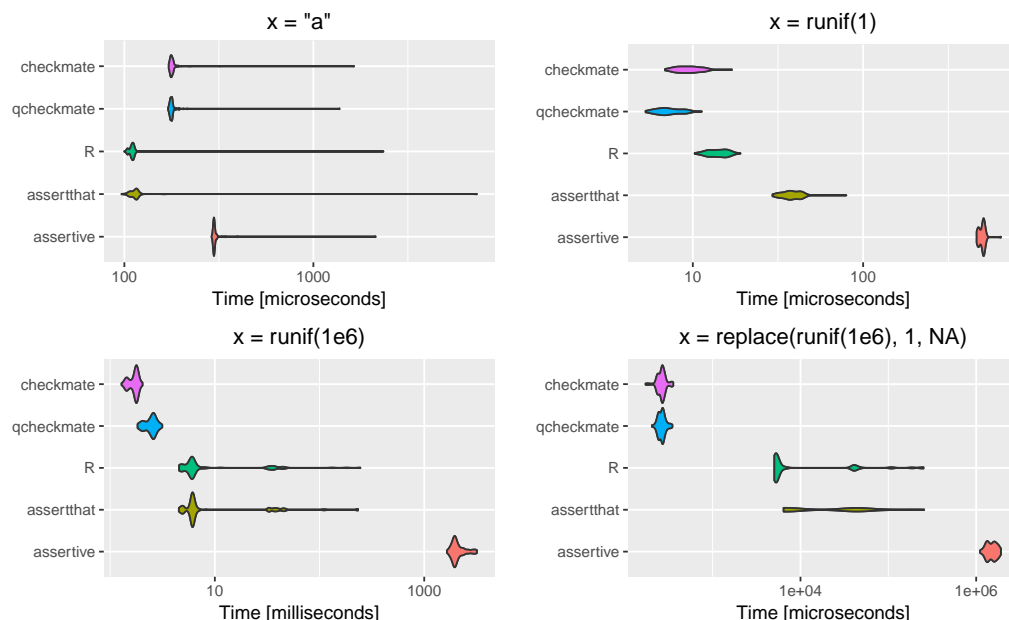 x = "a"
checkmate
qcheckmate
R
assertthat
assertive
100
1000
Time [microseconds]
x = runif(1)
checkmate
qcheckmate
R
assertthat
assertive
10
100
Time [microseconds]
x = runif(1e6)
checkmate
qcheckmate
R
assertthat
assertive
10
1000
Time [milliseconds]
x = replace(runif(1e6), 1, NA)
checkmate
qcheckmate
R
assertthat
assertive
1e+04
1e+06
Time [microseconds]